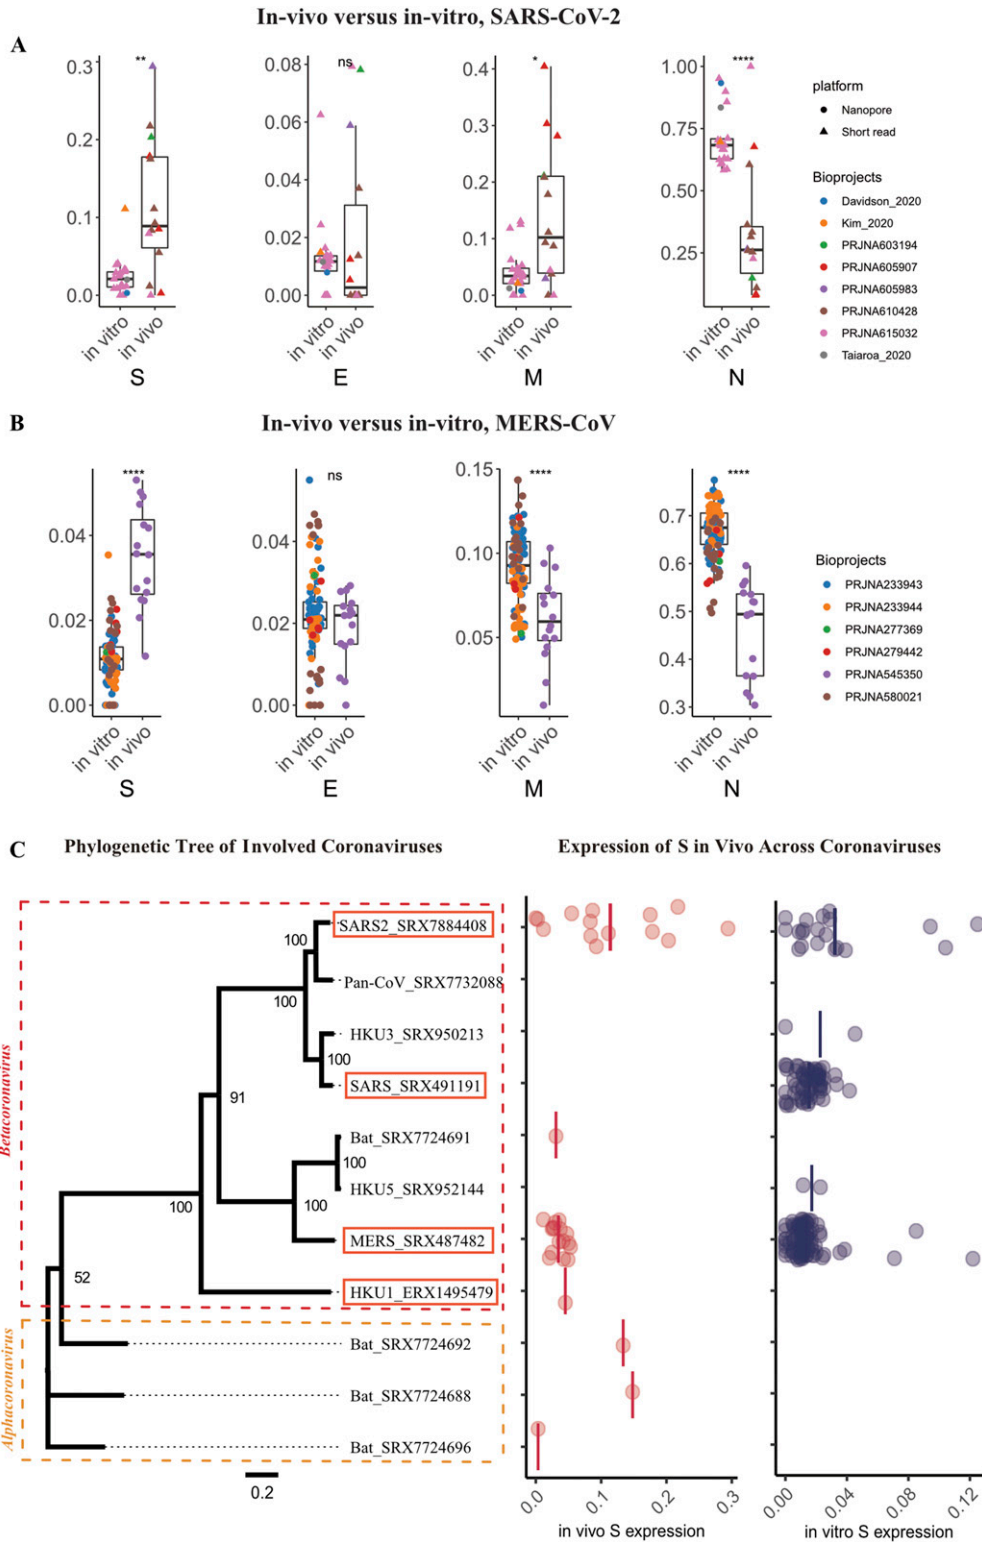 In-vivo versus in-vitro, SARS-CoV-2
A
** ns * ****
0.3 0.08 0.4 1.00
0.2 0.06 0.3 0.75
0.1 0.04 0.2 0.50
0.0 0.02 0.1 0.25
0.00 0.0
in vitro in vivo in vitro in vivo in vitro in vivo in vitro in vivo
S E M N
platform
Nanopore
Short read
Bioprojects
Davidson_2020
Kim_2020
PRJNA603194
PRJNA605907
PRJNA605983
PRJNA610428
PRJNA615032
Taiaroa_2020
B
In-vivo versus in-vitro, MERS-CoV
**** ns **** ****
0.04 0.04 0.15 0.7
0.02 0.02 0.10 0.6
0.00 0.00 0.05 0.5
0.4
0.3
in vitro in vivo in vitro in vivo in vitro in vivo in vitro in vivo
S E M N
Bioprojects
PRJNA233943
PRJNA233944
PRJNA277369
PRJNA279442
PRJNA545350
PRJNA580021
C
Phylogenetic Tree of Involved Coronaviruses
Expression of S in Vivo Across Coronaviruses
Betacoronavirus
Alphacoronavirus
SARS2_SRX7884408
100
Pan-CoV_SRX7732088
100
HKU3_SRX950213
100
SARS_SRX491191
91
Bat_SRX7724691
100
HKU5_SRX952144
100
100
MERS_SRX487482
52
HKU1_ERX1495479
Bat_SRX7724692
Bat_SRX7724688
Bat_SRX7724696
0.2
0.0 0.1 0.2 0.3
in vivo S expression
0.00 0.04 0.08 0.12
in vitro S expression